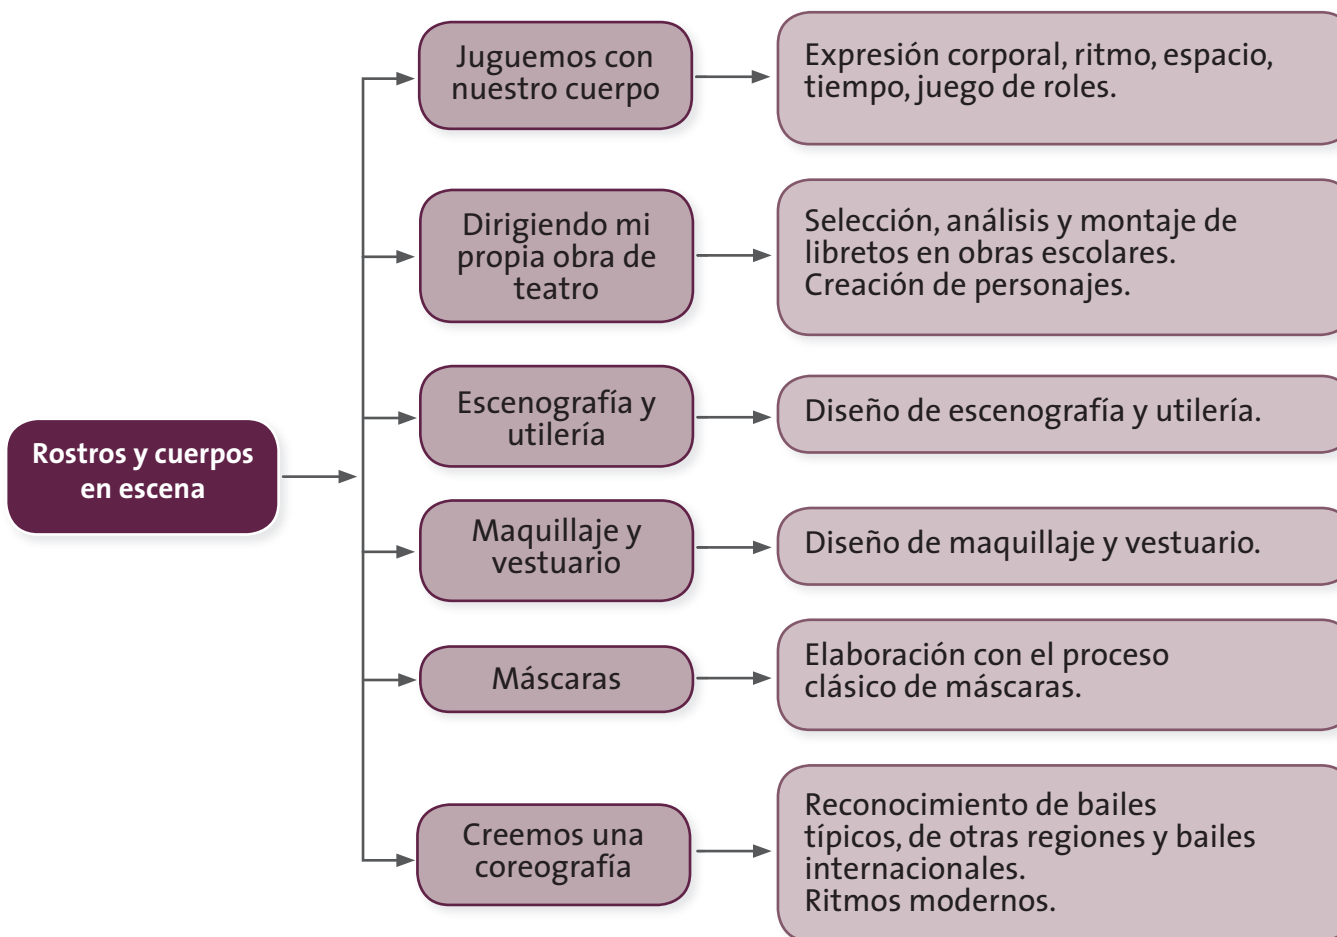 Rostros y cuerpos
en escena
Juguemos con
nuestro cuerpo
Expresión corporal, ritmo, espacio,
tiempo, juego de roles.
Dirigiendo mi
propia obra de
teatro
Selección, análisis y montaje de
libretos en obras escolares.
Creación de personajes.
Escenografía y
utilería
Diseño de escenografía y utilería.
Maquillaje y
vestuario
Diseño de maquillaje y vestuario.
Máscaras
Elaboración con el proceso
clásico de máscaras.
Creemos una
coreografía
Reconocimiento de bailes
típicos, de otras regiones y bailes
internacionales.
Ritmos modernos.